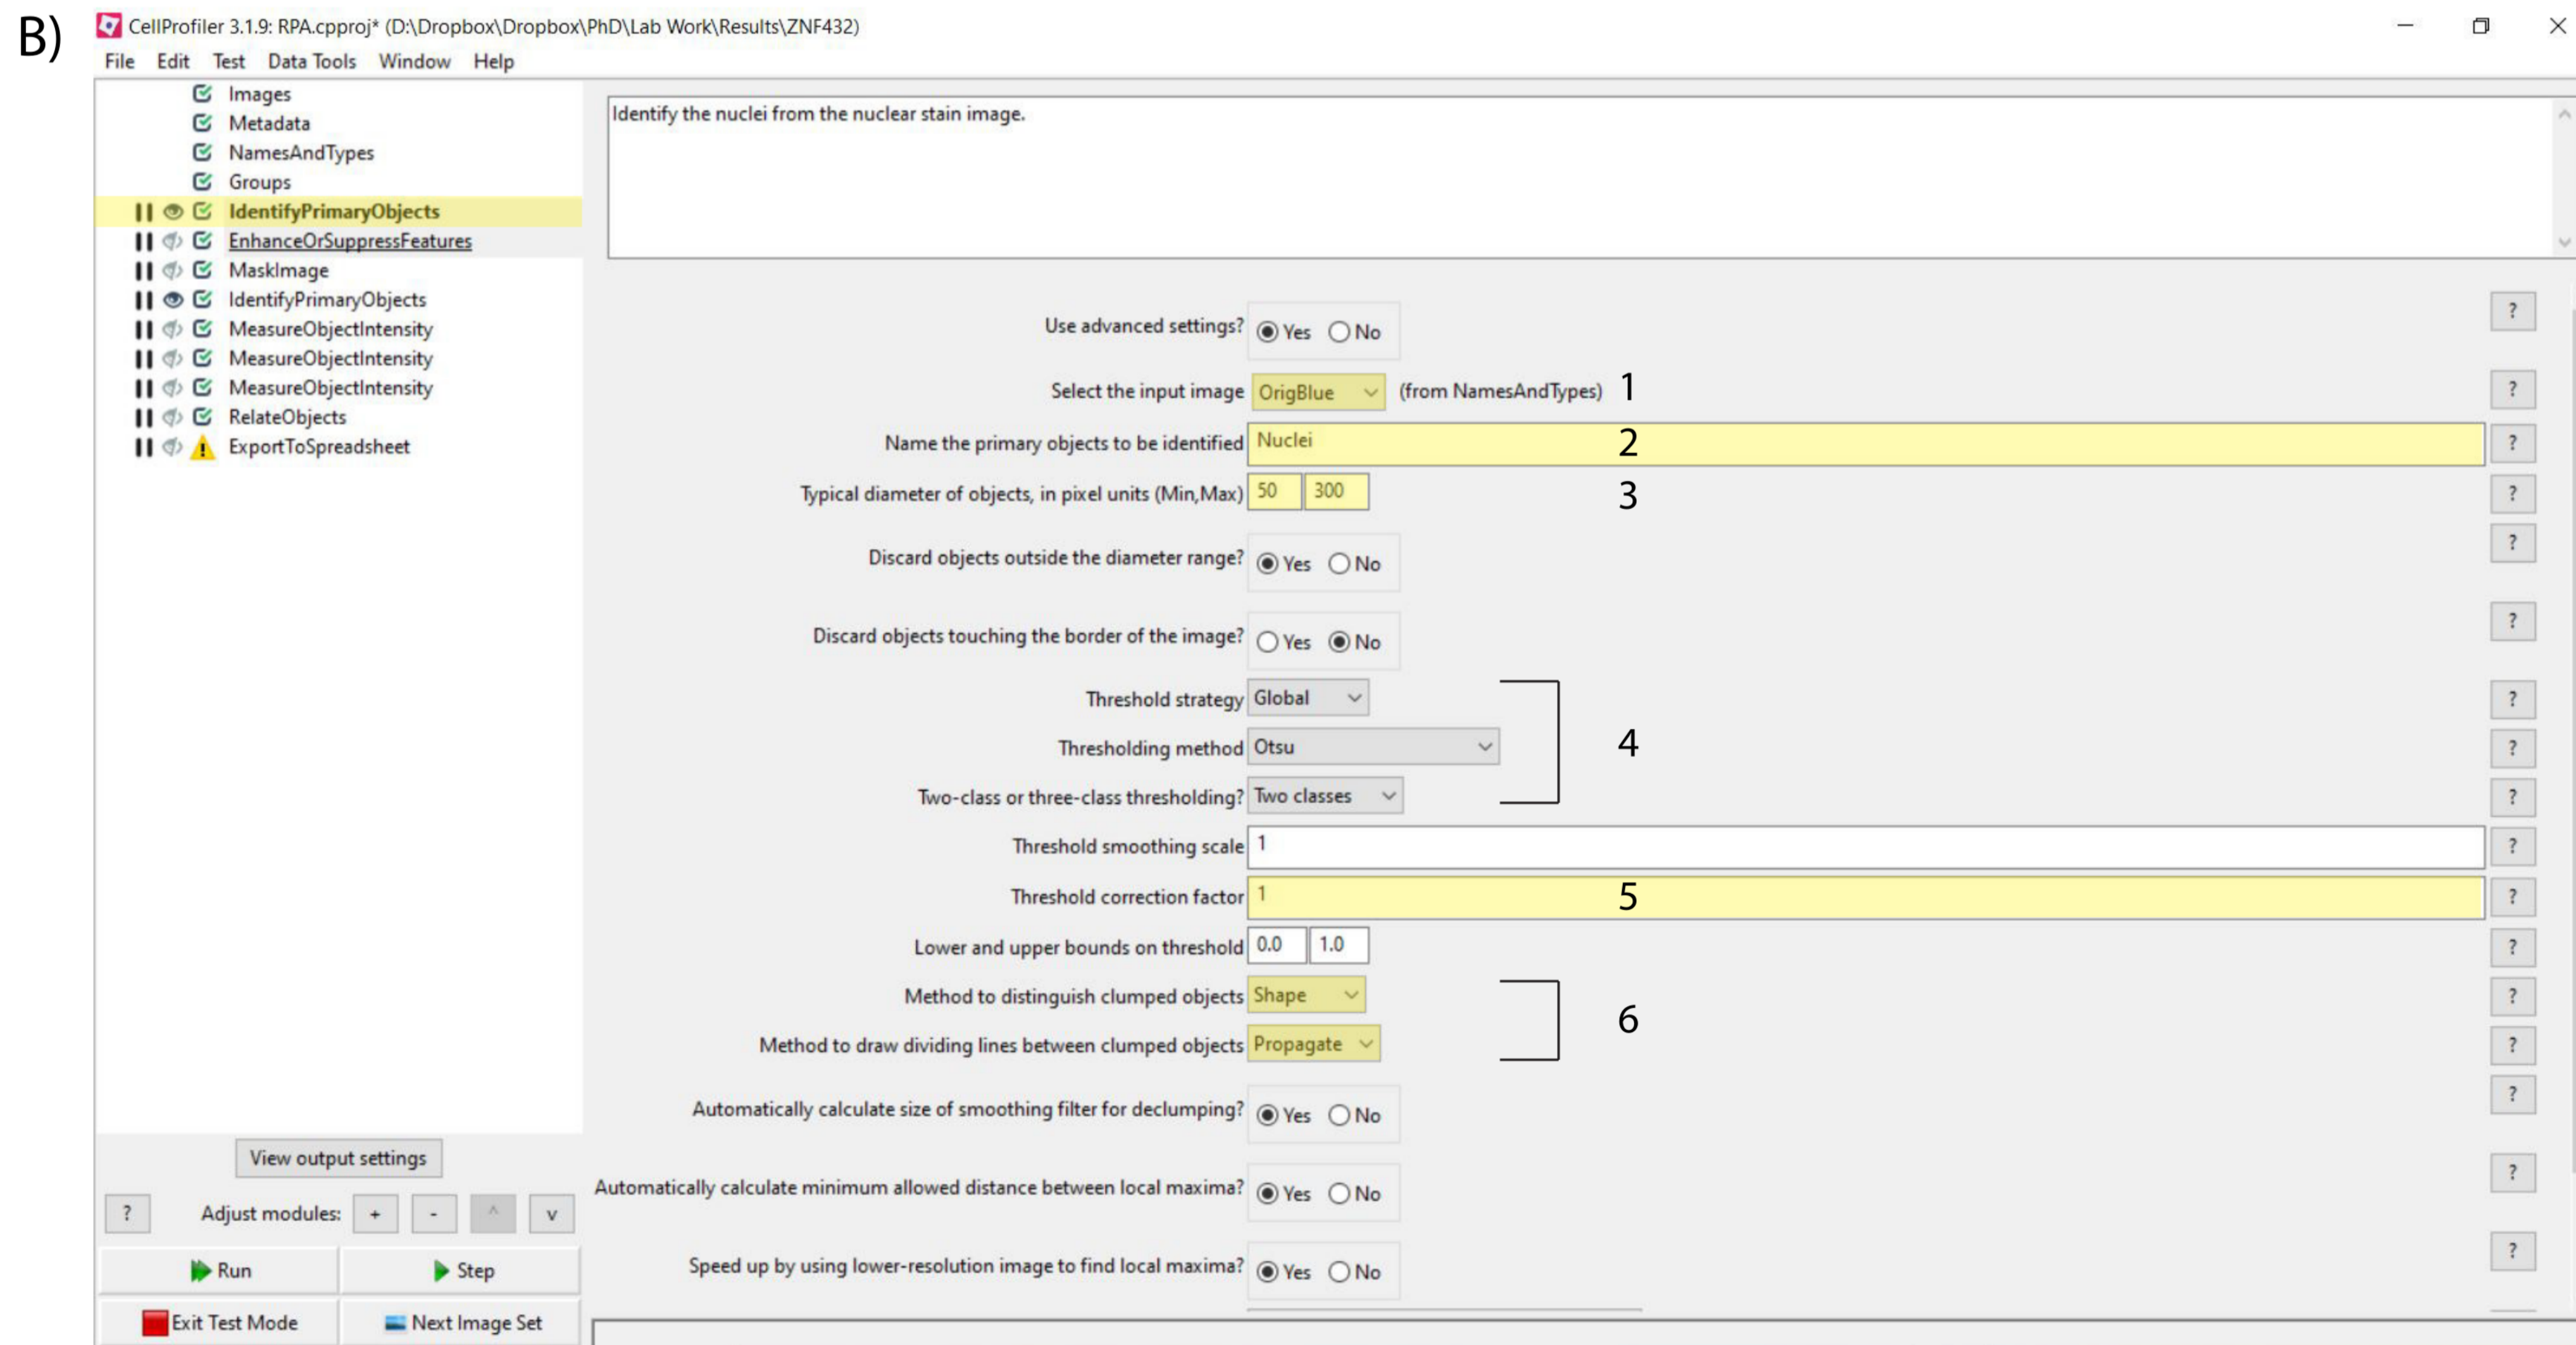 B)
CellProfiler 3.1.9: RPA.cpproj* (D:\Dropbox\Dropbox\PhD\Lab Work\Results\ZNF432)
File Edit Test Data Tools Window Help
Images
Metadata
NamesAndTypes
Groups
IdentifyPrimaryObjects
EnhanceOrSuppressFeatures
MaskImage
IdentifyPrimaryObjects
MeasureObjectIntensity
MeasureObjectIntensity
MeasureObjectIntensity
RelateObjects
ExportToSpreadsheet
View output settings
? Adjust modules: + - ^ v
Run Step
Exit Test Mode Next Image Set
Identify the nuclei from the nuclear stain image.
Use advanced settings? Yes No ?
Select the input image OrigBlue (from NamesAndTypes) 1 ?
Name the primary objects to be identified Nuclei 2 ?
Typical diameter of objects, in pixel units (Min,Max) 50 300 3 ?
Discard objects outside the diameter range? Yes No ?
Discard objects touching the border of the image? Yes No ?
Threshold strategy Global ?
Thresholding method Otsu 4 ?
Two-class or three-class thresholding? Two classes ?
Threshold smoothing scale 1 ?
Threshold correction factor 1 5 ?
Lower and upper bounds on threshold 0.0 1.0 ?
Method to distinguish clumped objects Shape ?
6
Method to draw dividing lines between clumped objects Propagate ?
Automatically calculate size of smoothing filter for declumping? Yes No ?
Automatically calculate minimum allowed distance between local maxima? Yes No ?
Speed up by using lower-resolution image to find local maxima? Yes No ?